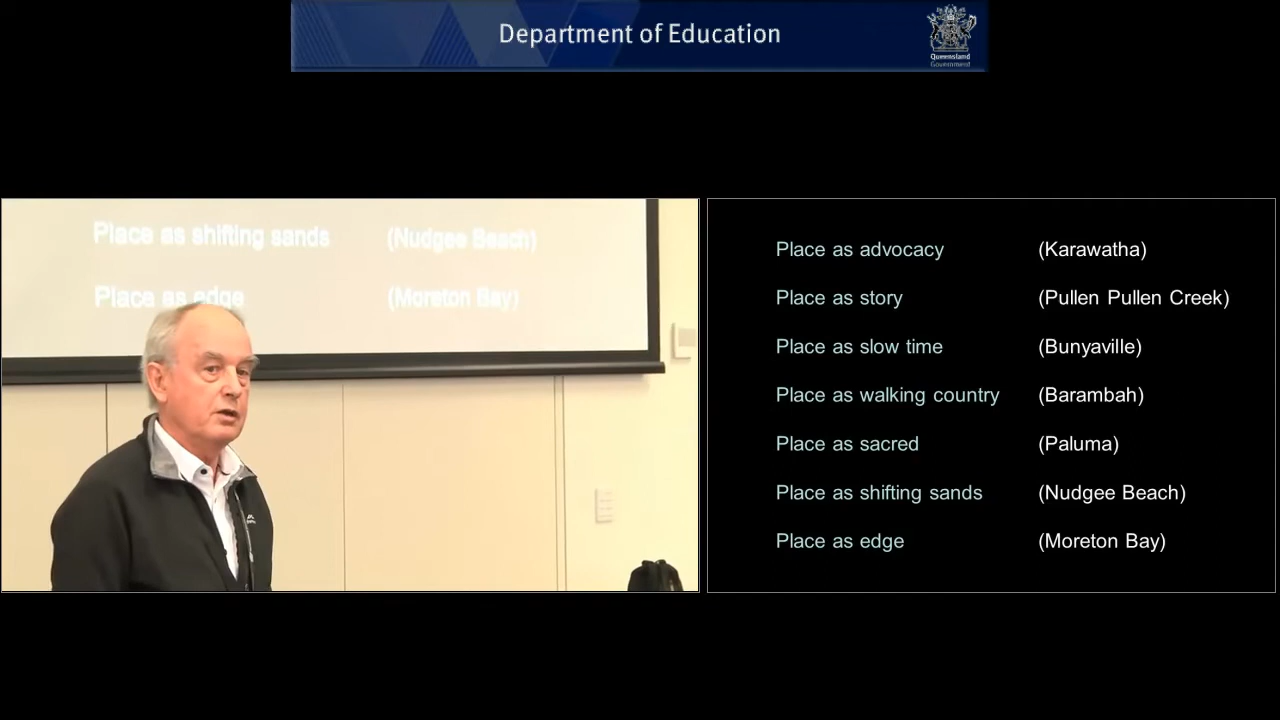 Department of Education
Queensland
Government
Place as shifting sands (Nudgee Beach)
Place as edge (Moreton Bay)
Place as advocacy (Karawatha)
Place as story (Pullen Pullen Creek)
Place as slow time (Bunyaville)
Place as walking country (Barambah)
Place as sacred (Paluma)
Place as shifting sands (Nudgee Beach)
Place as edge (Moreton Bay)